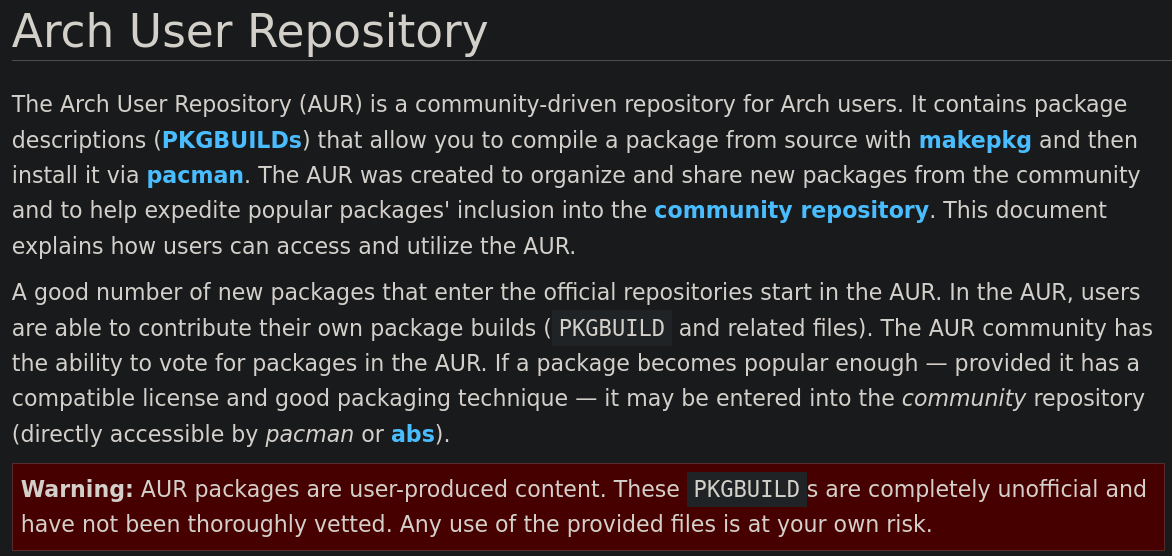 Arch User Repository
The Arch User Repository (AUR) is a community-driven repository for Arch users. It contains package
descriptions (PKGBUILDs) that allow you to compile a package from source with makepkg and then
install it via pacman. The AUR was created to organize and share new packages from the community
and to help expedite popular packages' inclusion into the community repository. This document
explains how users can access and utilize the AUR.
A good number of new packages that enter the official repositories start in the AUR. In the AUR, users
are able to contribute their own package builds (PKGBUILD and related files). The AUR community has
the ability to vote for packages in the AUR. If a package becomes popular enough — provided it has a
compatible license and good packaging technique — it may be entered into the community repository
(directly accessible by pacman or abs).
Warning: AUR packages are user-produced content. These PKGBUILDs are completely unofficial and
have not been thoroughly vetted. Any use of the provided files is at your own risk.